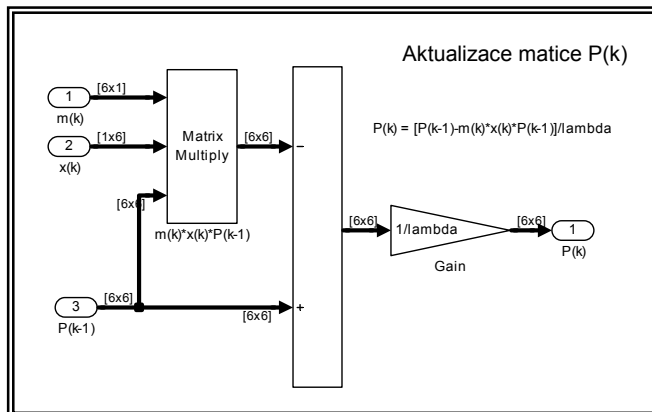 Aktualizace matice P(k)
[6x1]
1
m(k)
[1x6]
2
x(k)
Matrix
Multiply
[6x6]
−
P(k) = [P(k-1)-m(k)*x(k)*P(k-1)]/lambda
[6x6]
m(k)*x(k)*P(k-1)
[6x6]
1/lambda
[6x6]
1
P(k)
Gain
3
[6x6]
P(k-1)
[6x6]
+